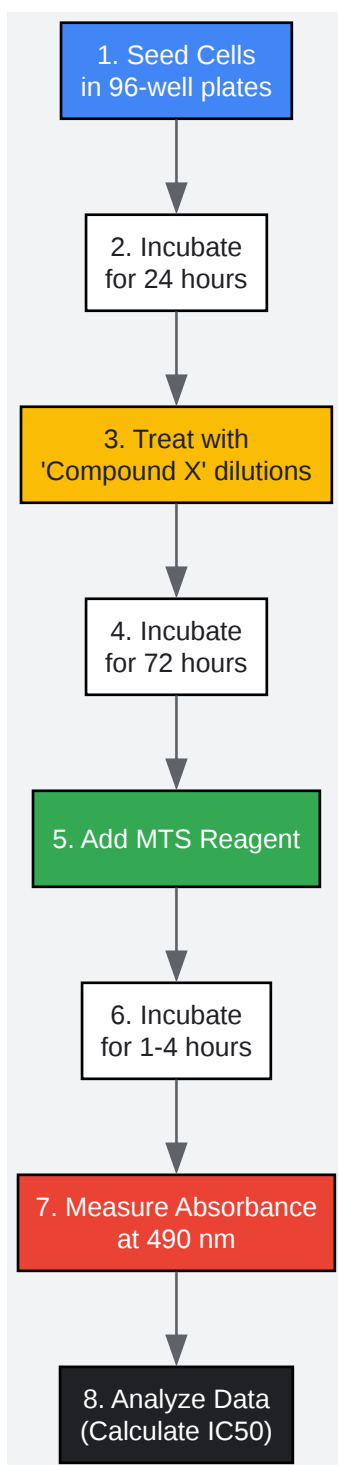 1. Seed Cells
in 96-well plates
2. Incubate
for 24 hours
3. Treat with
'Compound X' dilutions
4. Incubate
for 72 hours
5. Add MTS Reagent
6. Incubate
for 1-4 hours
7. Measure Absorbance
at 490 nm
8. Analyze Data
(Calculate IC50)